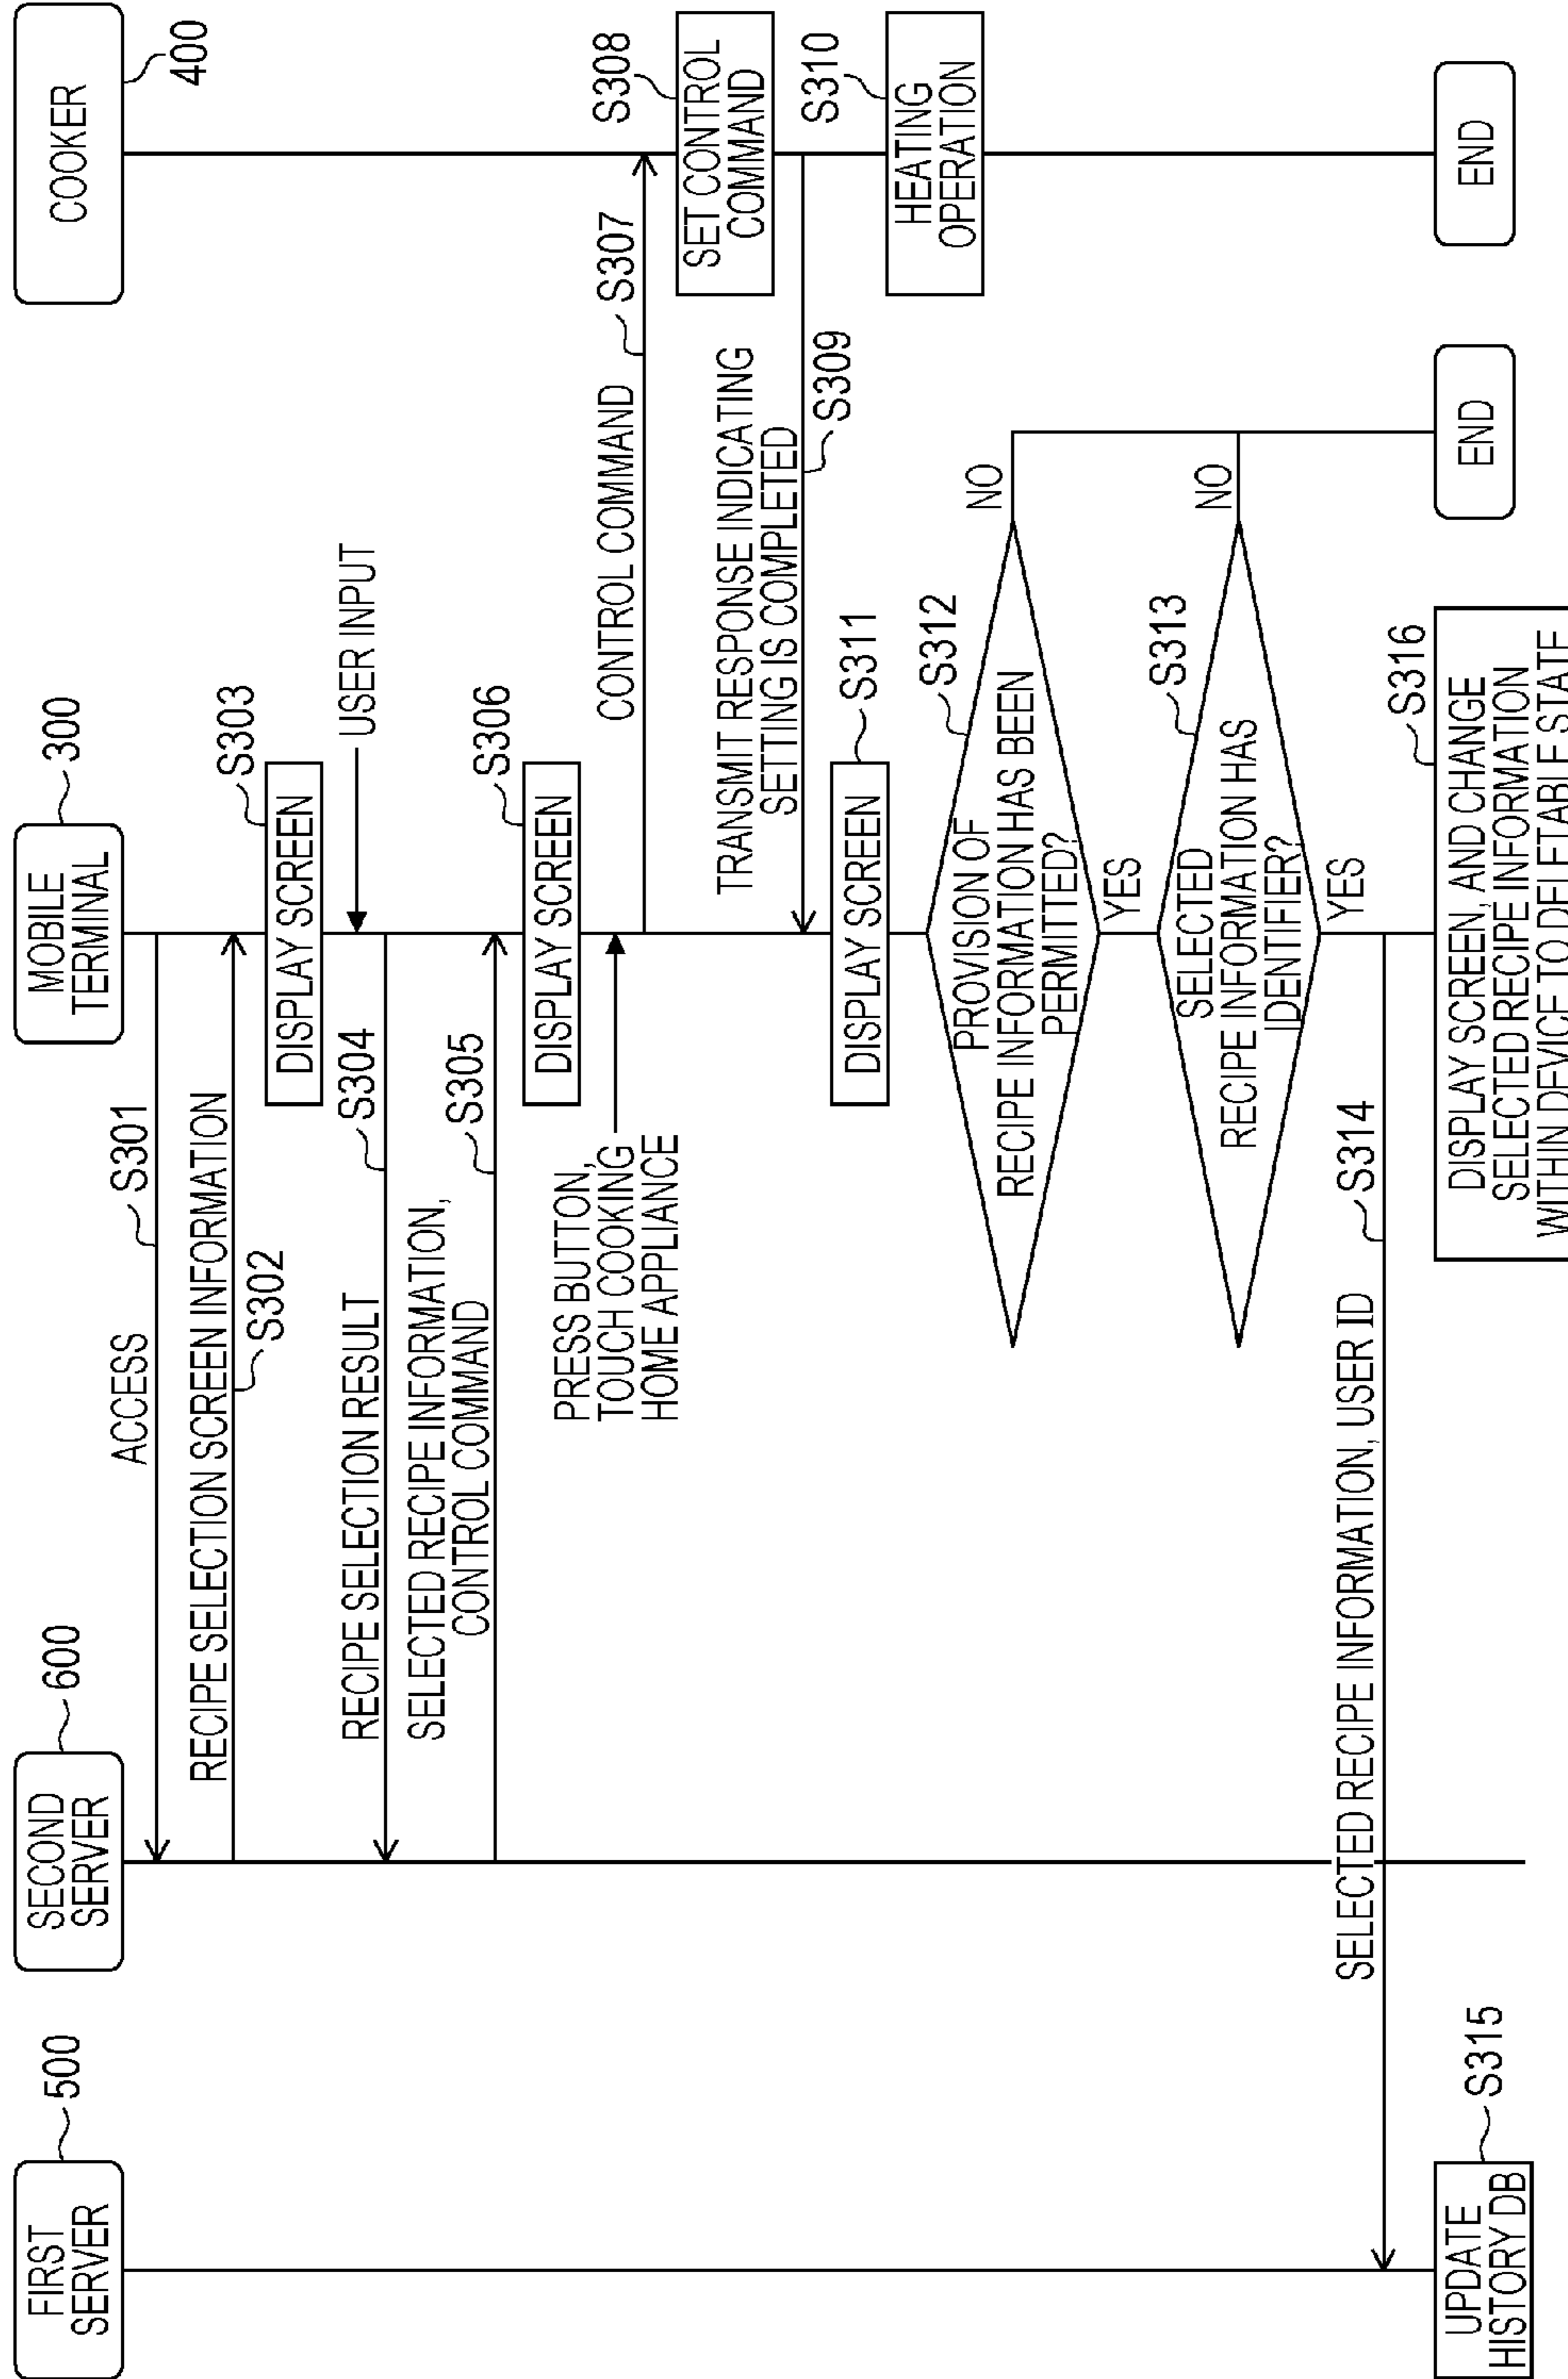 FIRST
SERVER
500
SECOND
SERVER
600
MOBILE
TERMINAL
300
COOKER
400
ACCESS
S301
RECIPE SELECTION SCREEN INFORMATION
S302
S303
DISPLAY SCREEN
USER INPUT
RECIPE SELECTION RESULT
S304
SELECTED RECIPE INFORMATION,
CONTROL COMMAND
S305
S306
DISPLAY SCREEN
PRESS BUTTON,
TOUCH COOKING
HOME APPLIANCE
CONTROL COMMAND
S307
S308
SET CONTROL
COMMAND
TRANSMIT RESPONSE INDICATING
SETTING IS COMPLETED
S309
S310
HEATING
OPERATION
S311
DISPLAY SCREEN
S312
PROVISION OF
RECIPE INFORMATION HAS BEEN
PERMITTED?
NO
YES
S313
SELECTED
RECIPE INFORMATION HAS
IDENTIFIER?
NO
YES
SELECTED RECIPE INFORMATION, USER ID
S314
UPDATE
HISTORY DB
S315
S316
DISPLAY SCREEN, AND CHANGE
SELECTED RECIPE INFORMATION
WITHIN DEVICE TO DELETABLE STATE
END
END